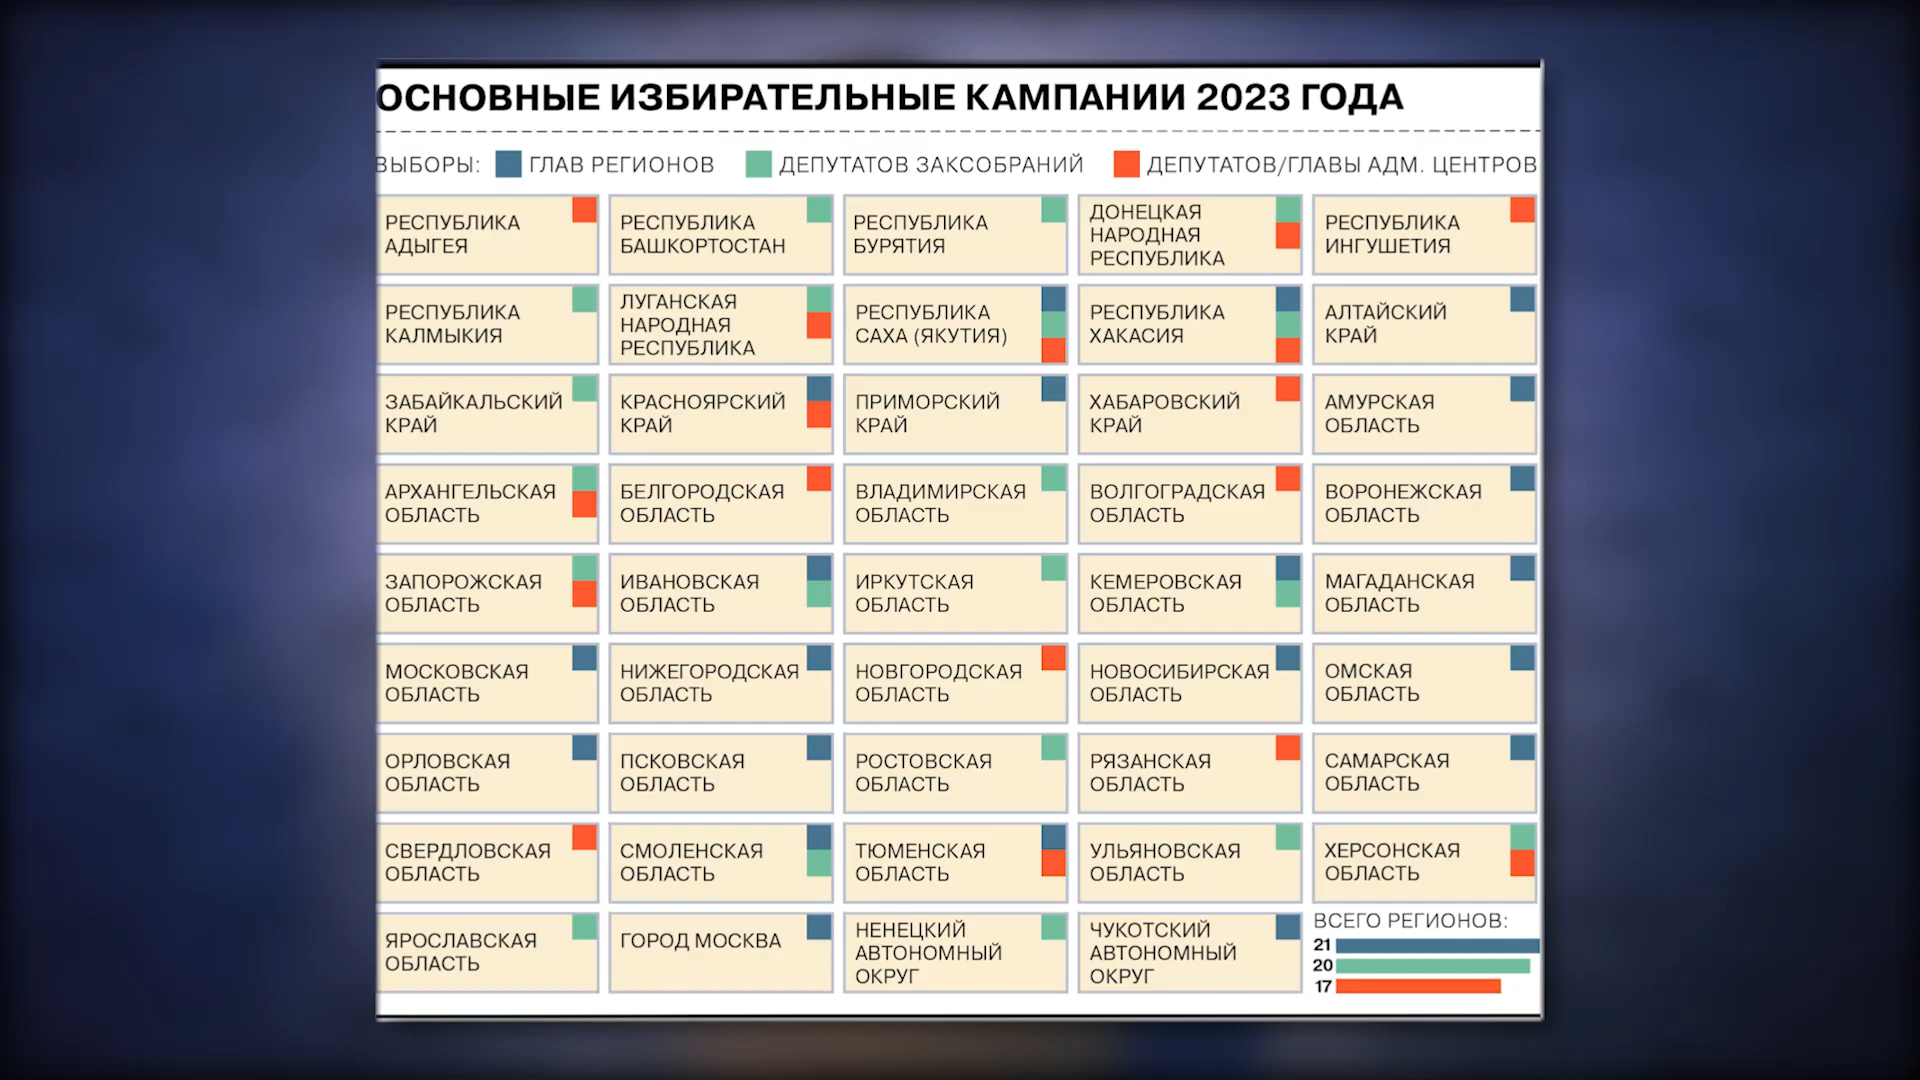 ОСНОВНЫЕ ИЗБИРАТЕЛЬНЫЕ КАМПАНИИ 2023 ГОДА
ВЫБОРЫ: ГЛАВ РЕГИОНОВ ДЕПУТАТОВ ЗАКСОБРАНИЙ ДЕПУТАТОВ/ГЛАВЫ АДМ. ЦЕНТРОВ
РЕСПУБЛИКА
АДЫГЕЯ
РЕСПУБЛИКА
БАШКОРТОСТАН
РЕСПУБЛИКА
БУРЯТИЯ
ДОНЕЦКАЯ
НАРОДНАЯ
РЕСПУБЛИКА
РЕСПУБЛИКА
ИНГУШЕТИЯ
РЕСПУБЛИКА
КАЛМЫКИЯ
ЛУГАНСКАЯ
НАРОДНАЯ
РЕСПУБЛИКА
РЕСПУБЛИКА
САХА (ЯКУТИЯ)
РЕСПУБЛИКА
ХАКАСИЯ
АЛТАЙСКИЙ
КРАЙ
ЗАБАЙКАЛЬСКИЙ
КРАЙ
КРАСНОЯРСКИЙ
КРАЙ
ПРИМОРСКИЙ
КРАЙ
ХАБАРОВСКИЙ
КРАЙ
АМУРСКАЯ
ОБЛАСТЬ
АРХАНГЕЛЬСКАЯ
ОБЛАСТЬ
БЕЛГОРОДСКАЯ
ОБЛАСТЬ
ВЛАДИМИРСКАЯ
ОБЛАСТЬ
ВОЛГОГРАДСКАЯ
ОБЛАСТЬ
ВОРОНЕЖСКАЯ
ОБЛАСТЬ
ЗАПОРОЖСКАЯ
ОБЛАСТЬ
ИВАНОВСКАЯ
ОБЛАСТЬ
ИРКУТСКАЯ
ОБЛАСТЬ
КЕМЕРОВСКАЯ
ОБЛАСТЬ
МАГАДАНСКАЯ
ОБЛАСТЬ
МОСКОВСКАЯ
ОБЛАСТЬ
НИЖЕГОРОДСКАЯ
ОБЛАСТЬ
НОВГОРОДСКАЯ
ОБЛАСТЬ
НОВОСИБИРСКАЯ
ОБЛАСТЬ
ОМСКАЯ
ОБЛАСТЬ
ОРЛОВСКАЯ
ОБЛАСТЬ
ПСКОВСКАЯ
ОБЛАСТЬ
РОСТОВСКАЯ
ОБЛАСТЬ
РЯЗАНСКАЯ
ОБЛАСТЬ
САМАРСКАЯ
ОБЛАСТЬ
СВЕРДЛОВСКАЯ
ОБЛАСТЬ
СМОЛЕНСКАЯ
ОБЛАСТЬ
ТЮМЕНСКАЯ
ОБЛАСТЬ
УЛЬЯНОВСКАЯ
ОБЛАСТЬ
ХЕРСОНСКАЯ
ОБЛАСТЬ
ЯРОСЛАВСКАЯ
ОБЛАСТЬ
ГОРОД МОСКВА
НЕНЕЦКИЙ
АВТОНОМНЫЙ
ОКРУГ
ЧУКОТСКИЙ
АВТОНОМНЫЙ
ОКРУГ
ВСЕГО РЕГИОНОВ:
21
20
17